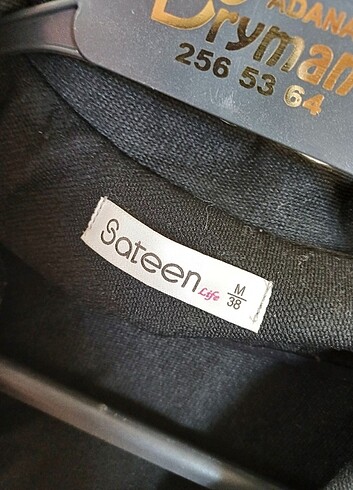 ADANA
Dryman
256 53 64
Sateen Life
M
38